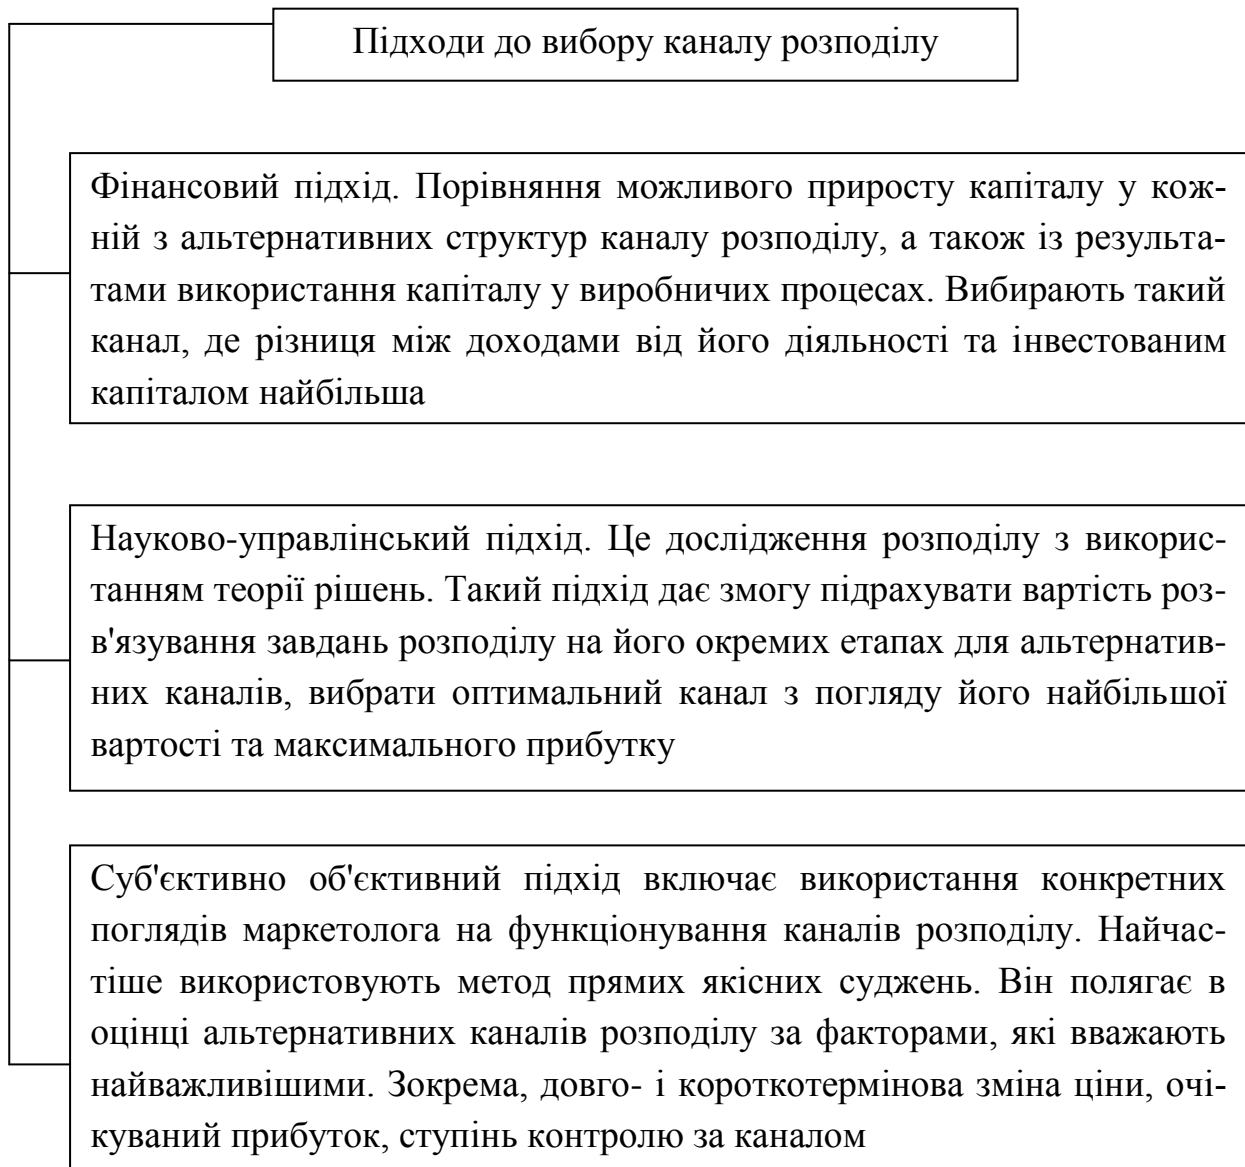 Підходи до вибору каналу розподілу
Фінансовий підхід. Порівняння можливого приросту капіталу у кож-
ній з альтернативних структур каналу розподілу, а також із результа-
тами використання капіталу у виробничих процесах. Вибирають такий
канал, де різниця між доходами від його діяльності та інвестованим
капіталом найбільша
Науково-управлінський підхід. Це дослідження розподілу з викорис-
танням теорії рішень. Такий підхід дає змогу підрахувати вартість роз-
в'язування завдань розподілу на його окремих етапах для альтернатив-
них каналів, вибрати оптимальний канал з погляду його найбільшої
вартості та максимального прибутку
Суб'єктивно об'єктивний підхід включає використання конкретних
поглядів маркетолога на функціонування каналів розподілу. Найчас-
тіше використовують метод прямих якісних суджень. Він полягає в
оцінці альтернативних каналів розподілу за факторами, які вважають
найважливішими. Зокрема, довго- і короткотермінова зміна ціни, очі-
куваний прибуток, ступінь контролю за каналом